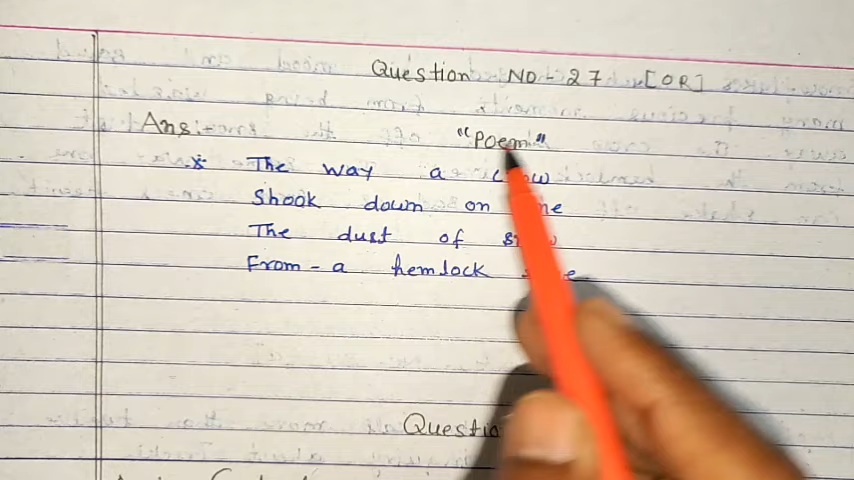 Question NO - 27 [OR]
Ans:- "Poem"
* The way a
Shook down on
The dust of
From - a hemlock
Questio